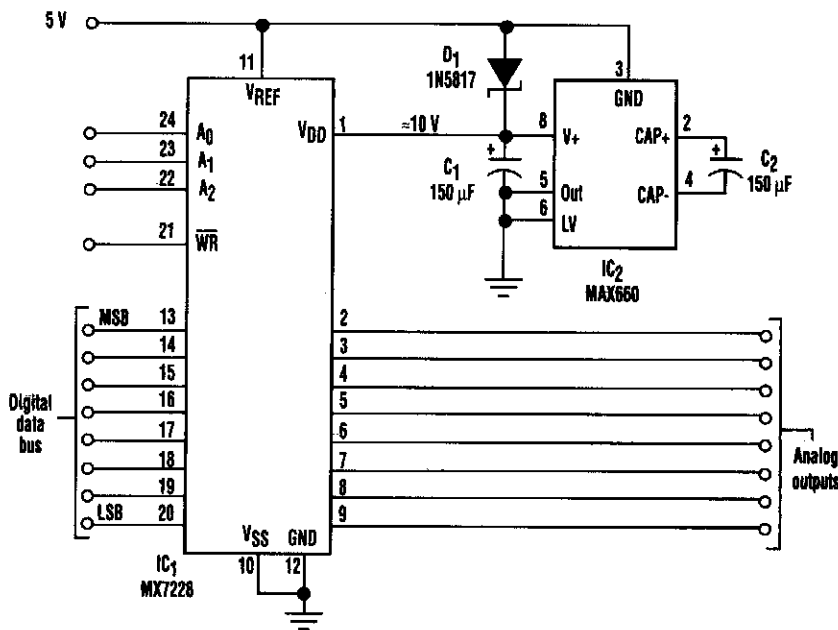 5 V
11
VREF
D1
1N5817
3
GND
24
A0
23
A1
22
A2
21
WR
VDD
1
≈10 V
8
V+
CAP+
2
+
C1
150 µF
5
Out
6
LV
4
CAP-
+
C2
150 µF
IC2
MAX660
Digital
data
bus
MSB
13
14
15
16
17
18
19
LSB
20
2
3
4
5
6
7
8
9
Analog
outputs
VSS
GND
10
12
IC1
MX7228